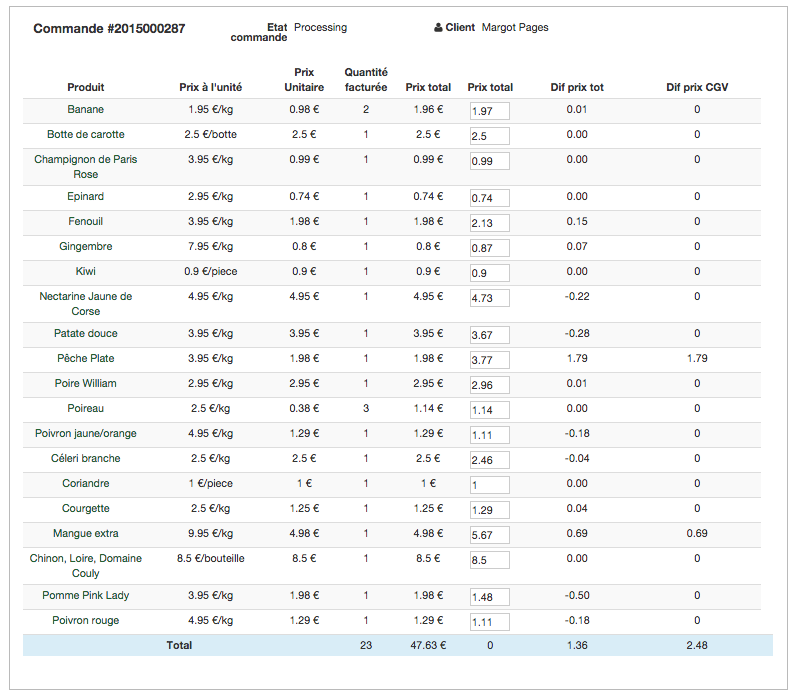 Commande #2015000287 Etat commande Processing Client Margot Pages
Produit Prix à l'unité Prix Unitaire Quantité facturée Prix total Prix total Dif prix tot Dif prix CGV
Banane 1.95 €/kg 0.98 € 2 1.96 € 1.97 0.01 0
Botte de carotte 2.5 €/botte 2.5 € 1 2.5 € 2.5 0.00 0
Champignon de Paris Rose 3.95 €/kg 0.99 € 1 0.99 € 0.99 0.00 0
Epinard 2.95 €/kg 0.74 € 1 0.74 € 0.74 0.00 0
Fenouil 3.95 €/kg 1.98 € 1 1.98 € 2.13 0.15 0
Gingembre 7.95 €/kg 0.8 € 1 0.8 € 0.87 0.07 0
Kiwi 0.9 €/piece 0.9 € 1 0.9 € 0.9 0.00 0
Nectarine Jaune de Corse 4.95 €/kg 4.95 € 1 4.95 € 4.73 -0.22 0
Patate douce 3.95 €/kg 3.95 € 1 3.95 € 3.67 -0.28 0
Pêche Plate 3.95 €/kg 1.98 € 1 1.98 € 3.77 1.79 1.79
Poire William 2.95 €/kg 2.95 € 1 2.95 € 2.96 0.01 0
Poireau 2.5 €/kg 0.38 € 3 1.14 € 1.14 0.00 0
Poivron jaune/orange 4.95 €/kg 1.29 € 1 1.29 € 1.11 -0.18 0
Céleri branche 2.5 €/kg 2.5 € 1 2.5 € 2.46 -0.04 0
Coriandre 1 €/piece 1 € 1 1 € 1 0.00 0
Courgette 2.5 €/kg 1.25 € 1 1.25 € 1.29 0.04 0
Mangue extra 9.95 €/kg 4.98 € 1 4.98 € 5.67 0.69 0.69
Chinon, Loire, Domaine Couly 8.5 €/bouteille 8.5 € 1 8.5 € 8.5 0.00 0
Pomme Pink Lady 3.95 €/kg 1.98 € 1 1.98 € 1.48 -0.50 0
Poivron rouge 4.95 €/kg 1.29 € 1 1.29 € 1.11 -0.18 0
Total 23 47.63 € 0 1.36 2.48